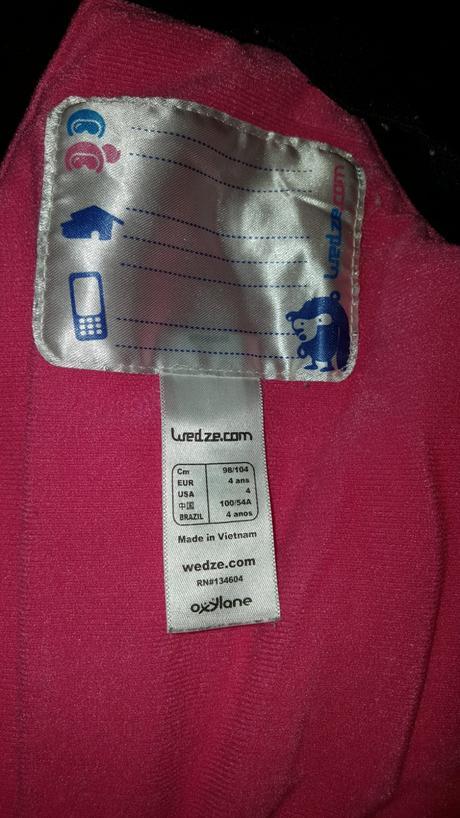 wedze.com
wedze.com
Cm 98/104
EUR 4 ans
USA 4
中国 100/54A
BRAZIL 4 anos
Made in Vietnam
wedze.com
RN#134604
oxylane